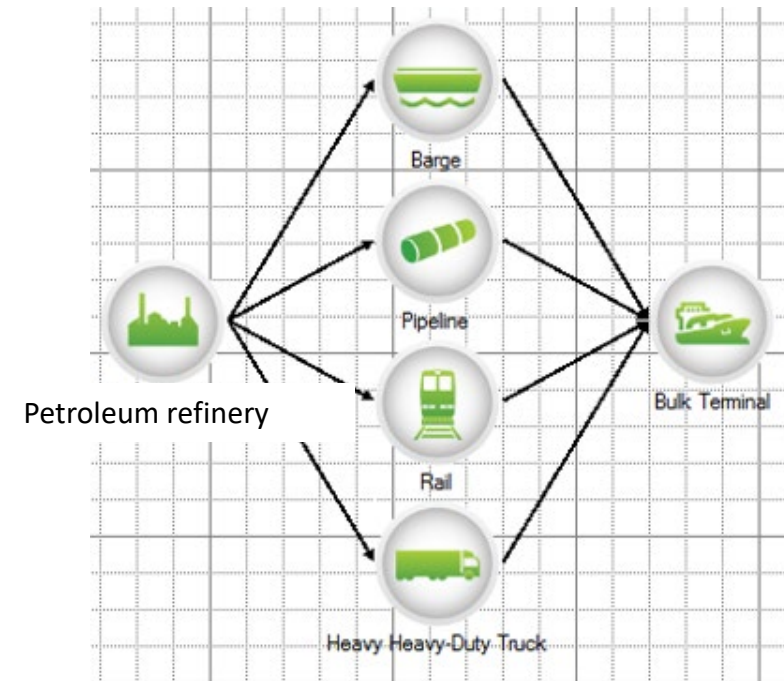 Barge
Pipeline
Petroleum refinery
Bulk Terminal
Rail
Heavy Heavy-Duty Truck